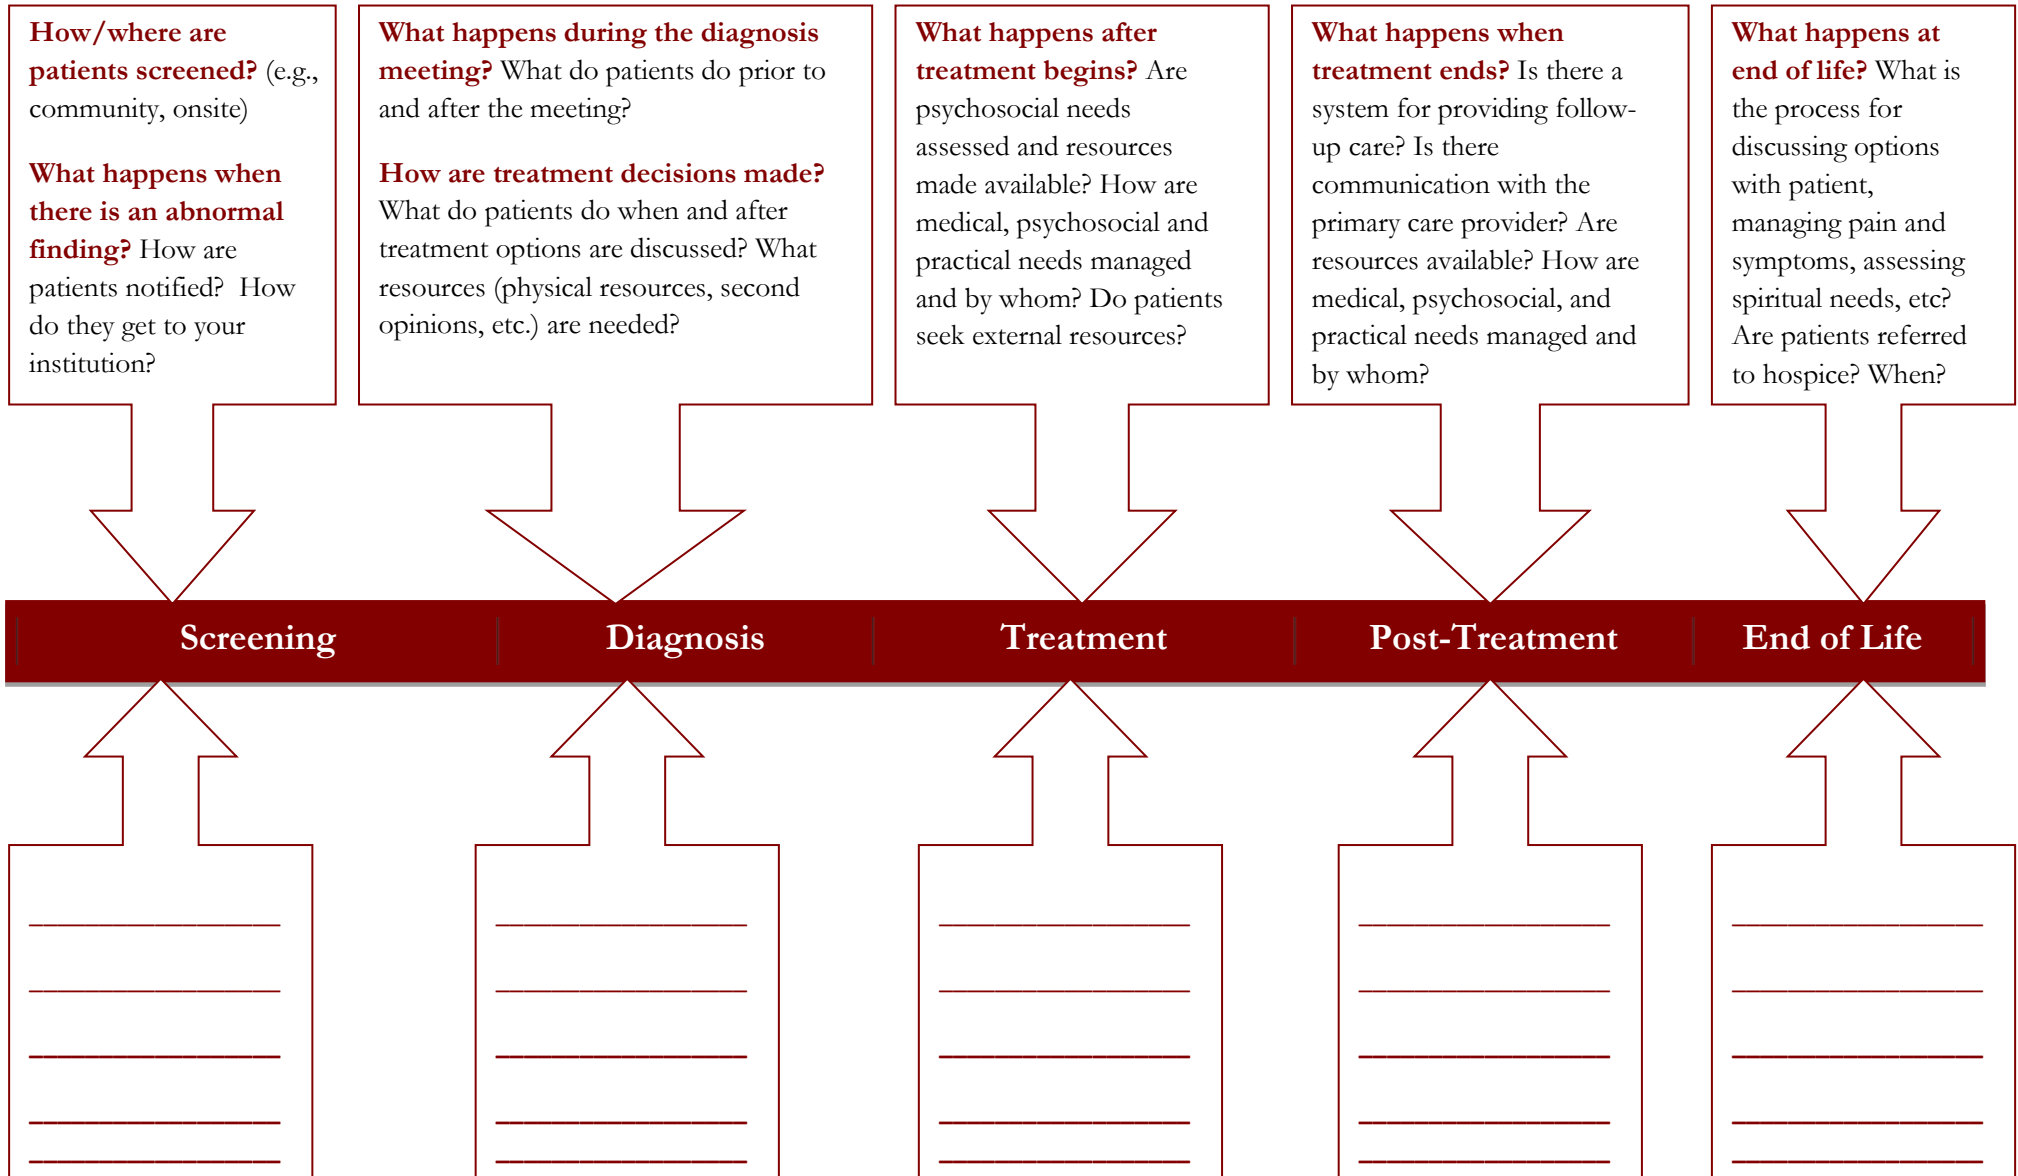 How/where are
patients screened? (e.g.,
community, onsite)
What happens when
there is an abnormal
finding? How are
patients notified?  How
do they get to your
institution?
What happens during the diagnosis
meeting? What do patients do prior to
and after the meeting?
How are treatment decisions made?
What do patients do when and after
treatment options are discussed? What
resources (physical resources, second
opinions, etc.) are needed?
What happens after
treatment begins? Are
psychosocial needs
assessed and resources
made available? How are
medical, psychosocial and
practical needs managed
and by whom? Do patients
seek external resources?
What happens when
treatment ends? Is there a
system for providing follow-
up care? Is there
communication with the
primary care provider? Are
resources available? How are
medical, psychosocial, and
practical needs managed and
by whom?
What happens at
end of life? What is
the process for
discussing options
with patient,
managing pain and
symptoms, assessing
spiritual needs, etc?
Are patients referred
to hospice? When?
Screening
Diagnosis
Treatment
Post-Treatment
End of Life